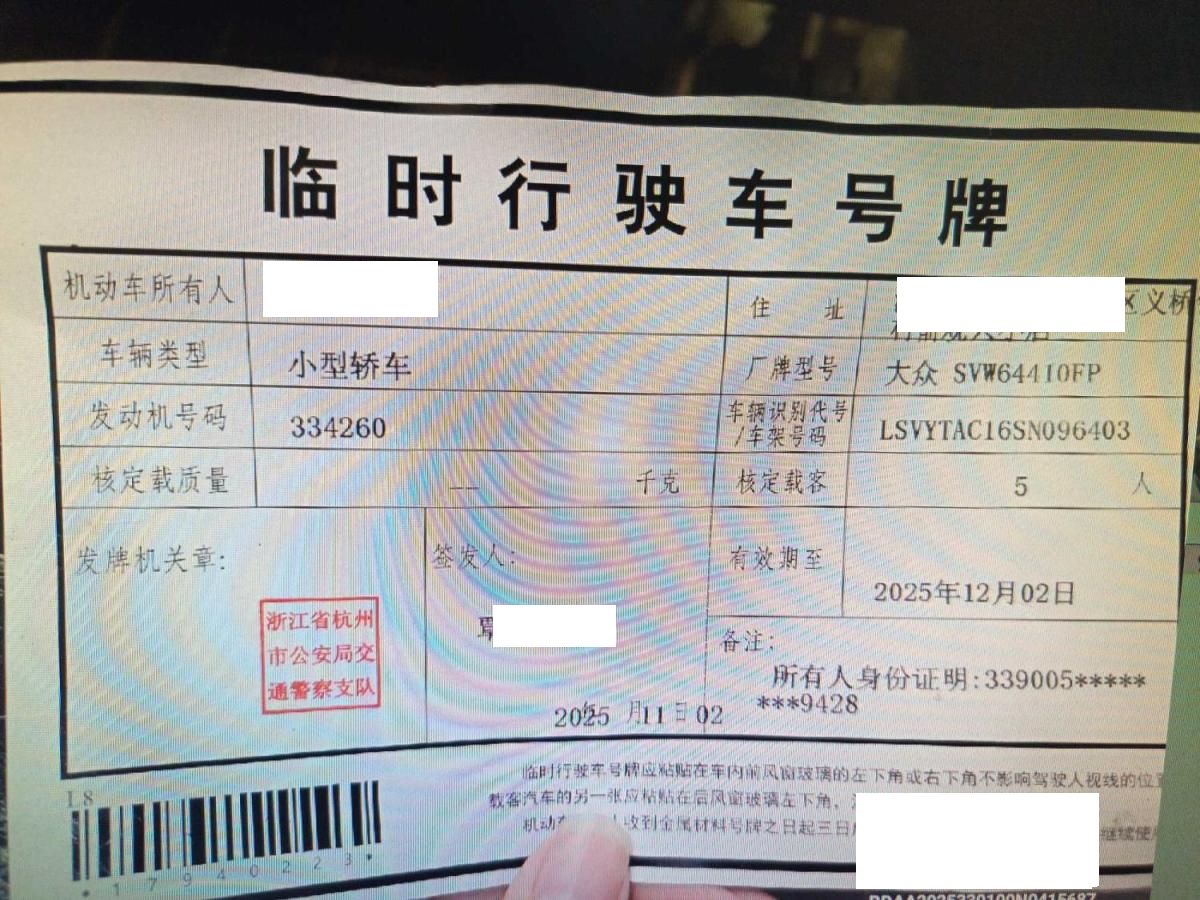 临时行驶车号牌
机动车所有人
住 址
区义桥
车辆类型
小型轿车
厂牌型号
大众 SVW64410FP
发动机号码
334260
车辆识别代号
/车架号码
LSVYTAC16SN096403
核定载质量
-- 千克
核定载客
5 人
发牌机关章:
浙江省杭州
市公安局交
通警察支队
签发人:
2025 年 月11日02
有效期至
2025年12月02日
备注:
所有人身份证明:339005*****
***9428
临时行驶车号牌应粘贴在车内前风窗玻璃的左下角或右下角不影响驾驶人视线的位置
载客汽车的另一张应粘贴在后风窗玻璃左下角,
机动 收到金属材料号牌之日起三日
继续使
L8
*17940223*